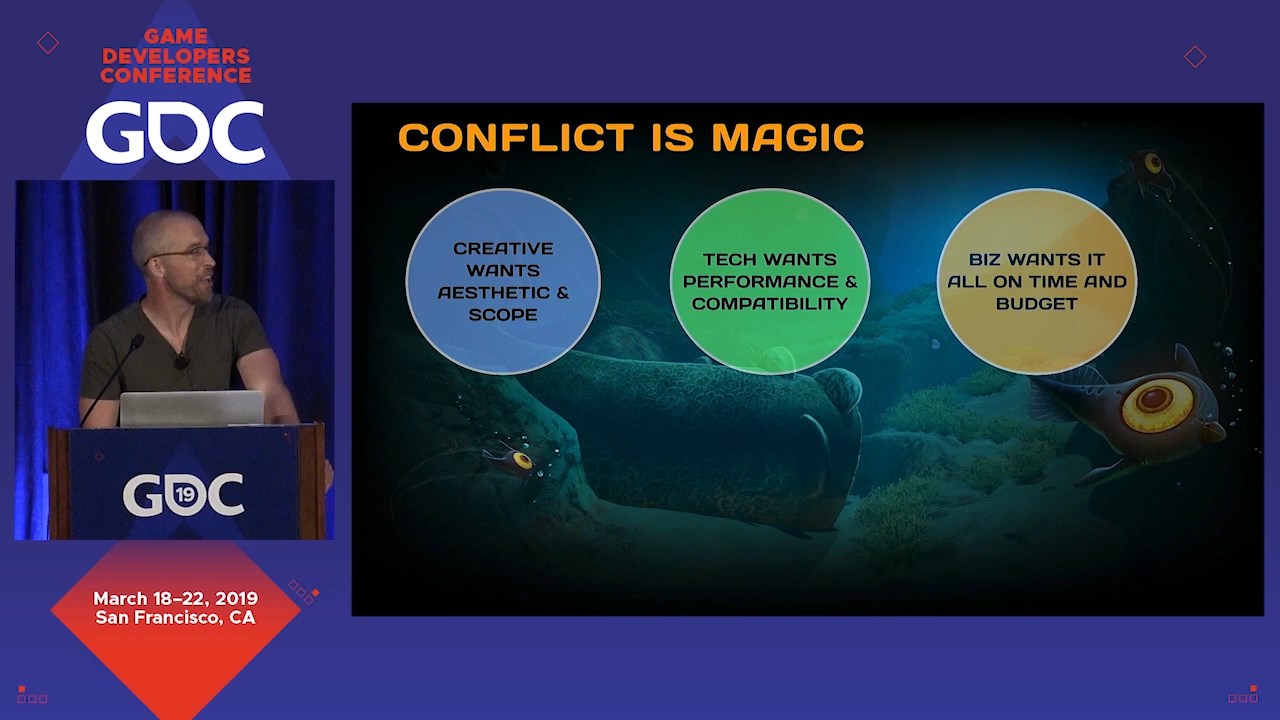 GAME
DEVELOPERS
CONFERENCE
GDC
GDC
19
March 18–22, 2019
San Francisco, CA
CONFLICT IS MAGIC
CREATIVE
WANTS
AESTHETIC &
SCOPE
TECH WANTS
PERFORMANCE &
COMPATIBILITY
BIZ WANTS IT
ALL ON TIME AND
BUDGET